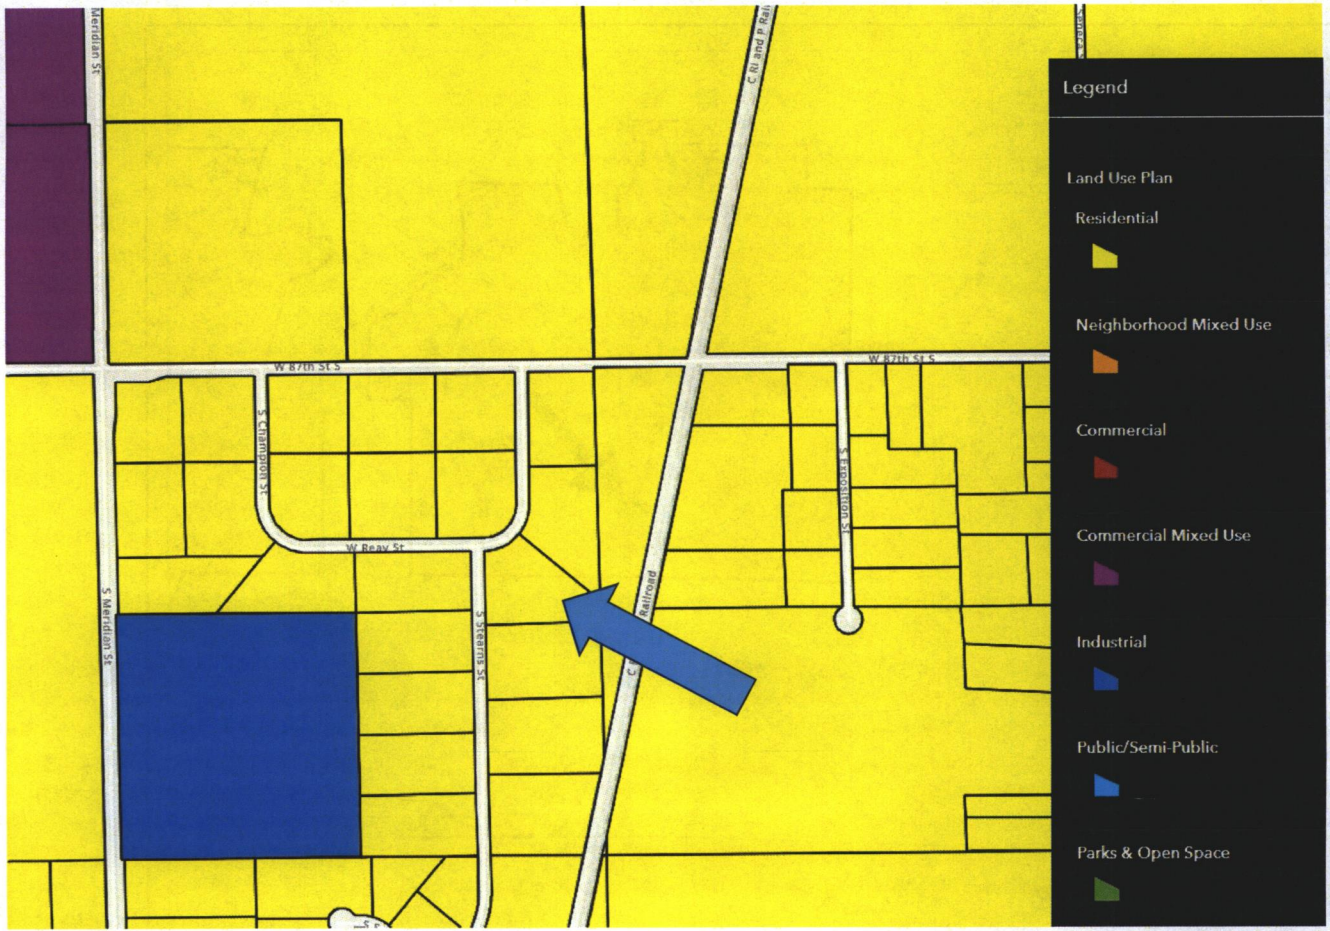 Meridian St
C RI and P Rai
Seneca S
Legend
Land Use Plan
Residential
Neighborhood Mixed Use
W 87th St S
W 87th St S
S Champion St
Commercial
S Exposition St
Commercial Mixed Use
W Reay St
S Meridian St
Railroad
S Stearns St
Industrial
C
Public/Semi-Public
Parks & Open Space